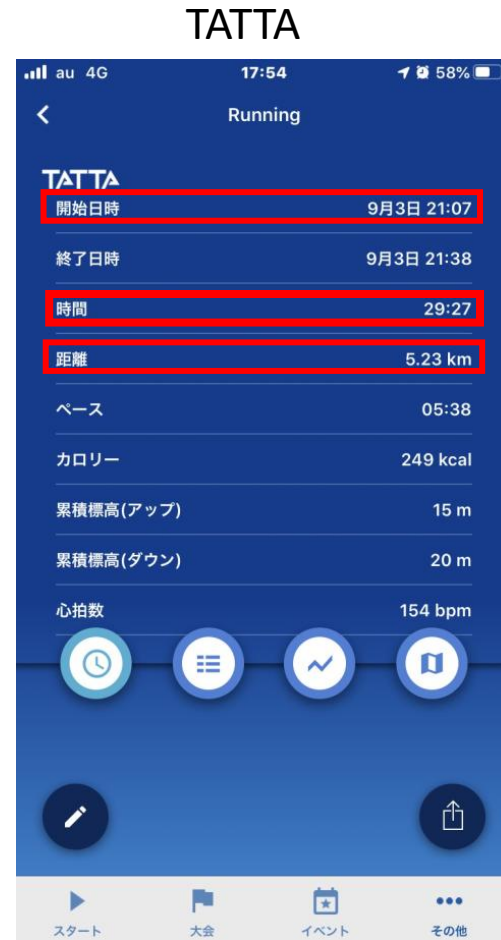 TATTA
au 4G 17:54 58%
Running
TATTA
開始日時 9月3日 21:07
終了日時 9月3日 21:38
時間 29:27
距離 5.23 km
ペース 05:38
カロリー 249 kcal
累積標高(アップ) 15 m
累積標高(ダウン) 20 m
心拍数 154 bpm
スタート 大会 イベント その他